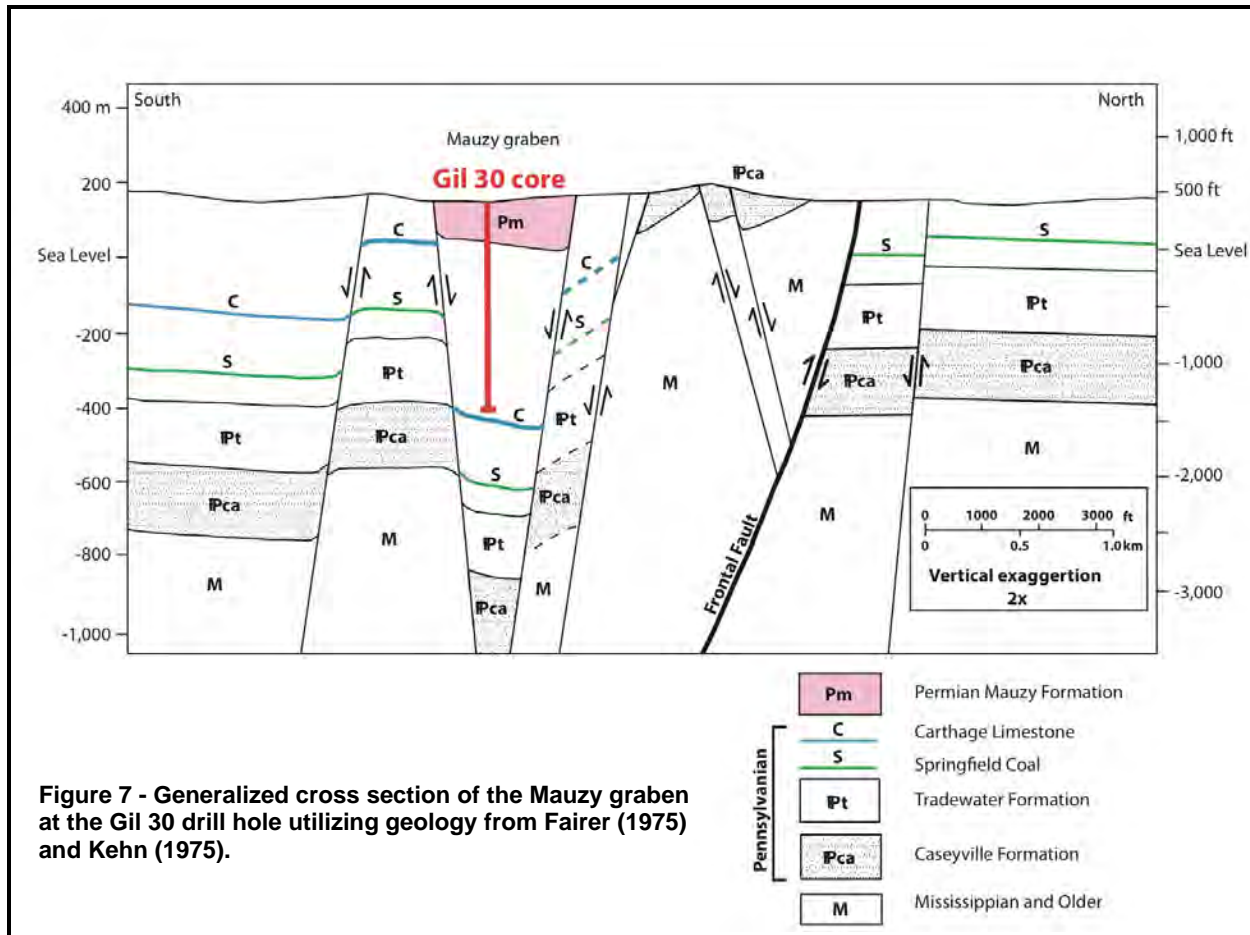 South
North
400 m
200
Sea Level
-200
-400
-600
-800
-1,000
1,000 ft
500 ft
Sea Level
-1,000
-2,000
-3,000
Mauzy graben
Gil 30 core
Pm
ℙca
C
S
ℙt
ℙca
M
C
S
ℙt
ℙca
M
C
S
ℙt
ℙca
C
S
ℙt
ℙca
M
M
M
Frontal Fault
S
ℙt
ℙca
M
S
ℙt
ℙca
M
0 1000 2000 3000 ft
0 0.5 1.0 km
Vertical exaggertion
2x
Pm Permian Mauzy Formation
Pennsylvanian
C Carthage Limestone
S Springfield Coal
ℙt Tradewater Formation
ℙca Caseyville Formation
M Mississippian and Older
Figure 7 - Generalized cross section of the Mauzy graben
at the Gil 30 drill hole utilizing geology from Fairer (1975)
and Kehn (1975).